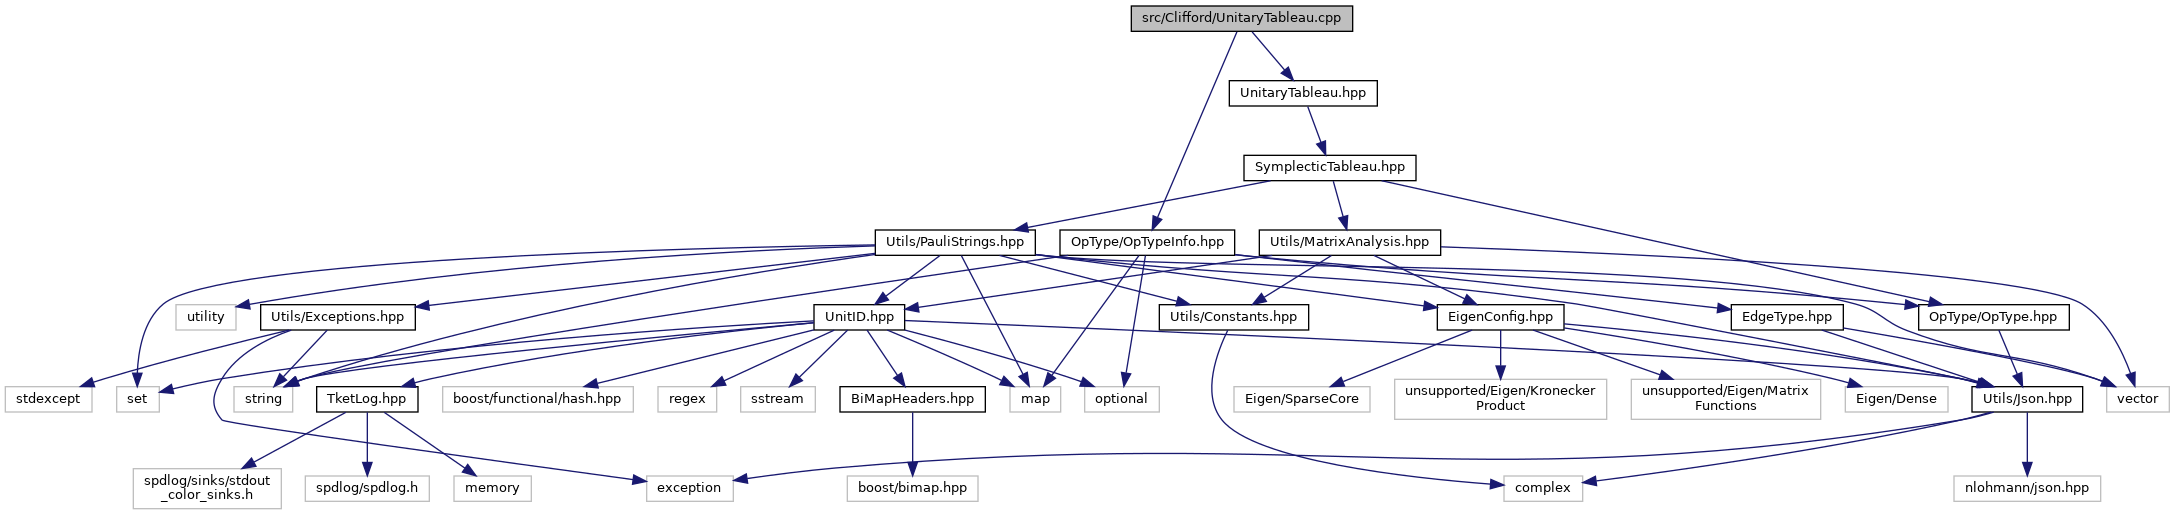 src/Clifford/UnitaryTableau.cpp
UnitaryTableau.hpp
SymplecticTableau.hpp
Utils/PauliStrings.hpp
OpType/OpTypeInfo.hpp
Utils/MatrixAnalysis.hpp
utility
Utils/Exceptions.hpp
UnitID.hpp
Utils/Constants.hpp
EigenConfig.hpp
EdgeType.hpp
OpType/OpType.hpp
stdexcept
set
string
TketLog.hpp
boost/functional/hash.hpp
regex
sstream
BiMapHeaders.hpp
map
optional
Eigen/SparseCore
unsupported/Eigen/Kronecker
Product
unsupported/Eigen/Matrix
Functions
Eigen/Dense
Utils/Json.hpp
vector
spdlog/sinks/stdout
_color_sinks.h
spdlog/spdlog.h
memory
exception
boost/bimap.hpp
complex
nlohmann/json.hpp